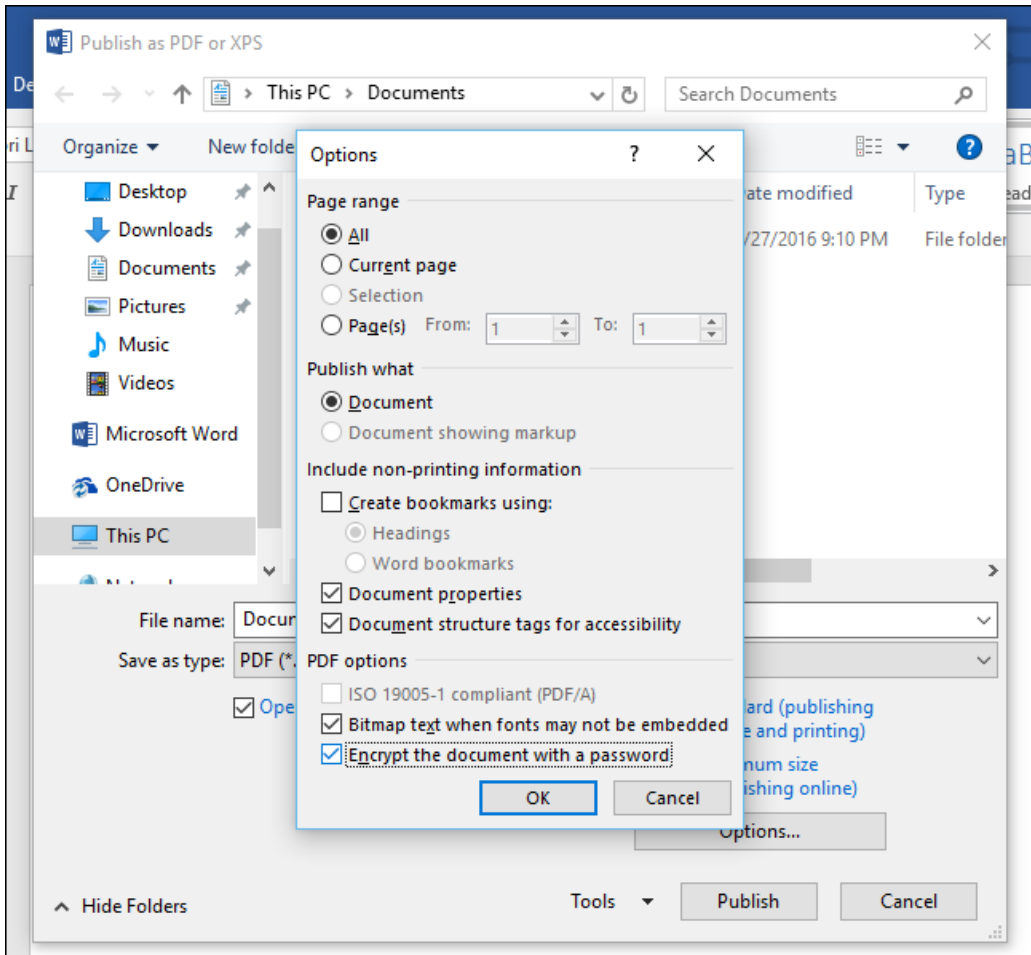 Publish as PDF or XPS
This PC > Documents
Search Documents
Organize
New folde
Desktop
Downloads
Documents
Pictures
Music
Videos
Microsoft Word
OneDrive
This PC
ate modified
Type
/27/2016 9:10 PM
File folder
Options
?
Page range
All
Current page
Selection
Page(s) From: 1 To: 1
Publish what
Document
Document showing markup
Include non-printing information
Create bookmarks using:
Headings
Word bookmarks
Document properties
Document structure tags for accessibility
PDF options
ISO 19005-1 compliant (PDF/A)
Bitmap text when fonts may not be embedded
Encrypt the document with a password
OK
Cancel
File name: Docur
Save as type: PDF (*.
Ope
dard (publishing
e and printing)
num size
ishing online)
Options...
Hide Folders
Tools
Publish
Cancel